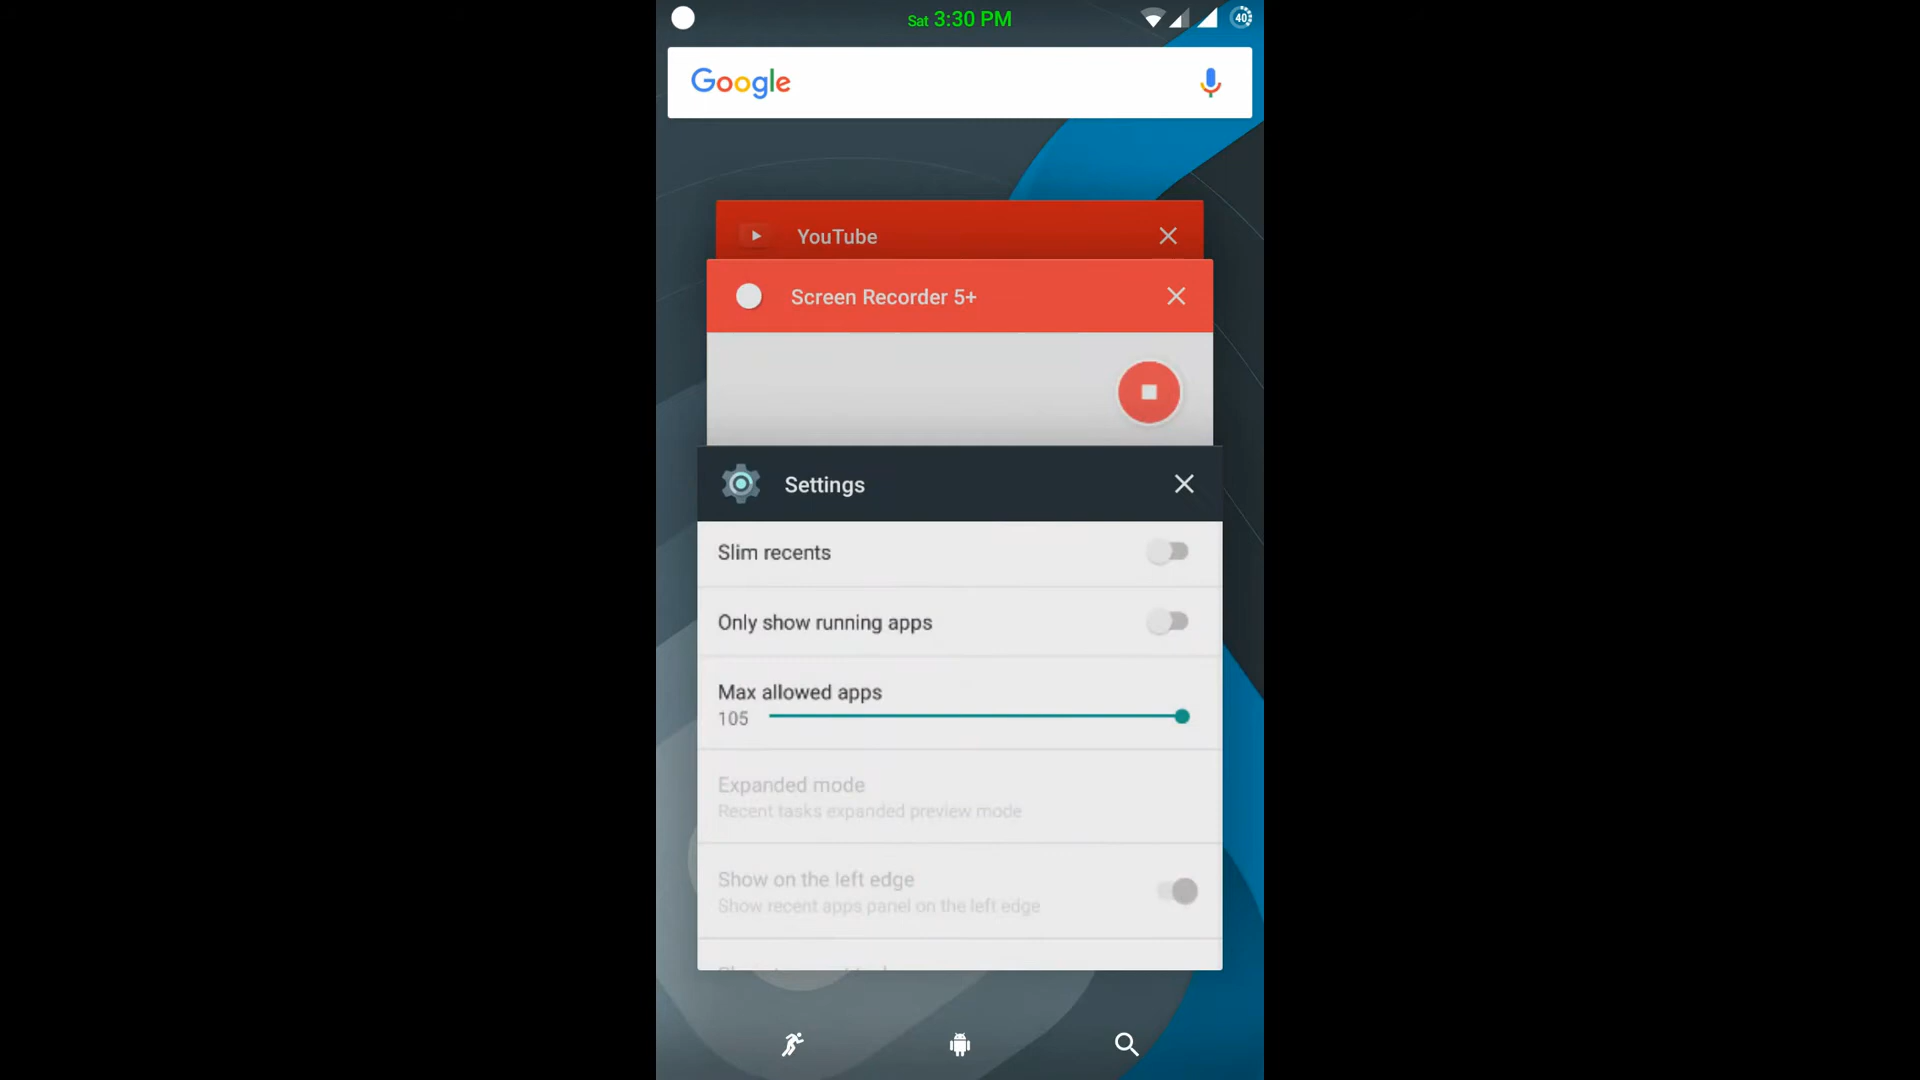 Sat 3:30 PM
40
Google
YouTube
Screen Recorder 5+
Settings
Slim recents
Only show running apps
Max allowed apps
105
Expanded mode
Recent tasks expanded preview mode
Show on the left edge
Show recent apps panel on the left edge